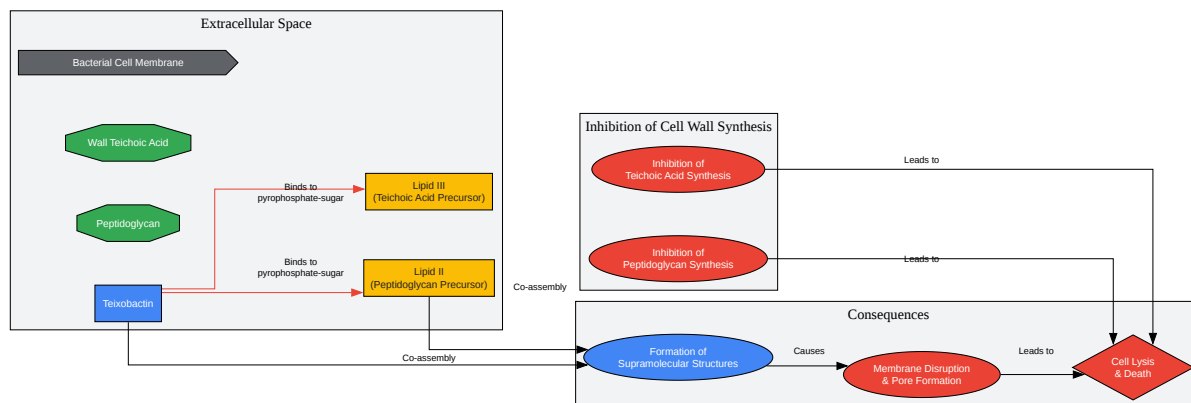 Extracellular Space
Bacterial Cell Membrane
Wall Teichoic Acid
Peptidoglycan
Teixobactin
Binds to
pyrophosphate-sugar
Lipid III
(Teichoic Acid Precursor)
Binds to
pyrophosphate-sugar
Lipid II
(Peptidoglycan Precursor)
Co-assembly
Co-assembly
Inhibition of Cell Wall Synthesis
Inhibition of
Teichoic Acid Synthesis
Leads to
Inhibition of
Peptidoglycan Synthesis
Leads to
Consequences
Formation of
Supramolecular Structures
Causes
Membrane Disruption
& Pore Formation
Leads to
Cell Lysis
& Death